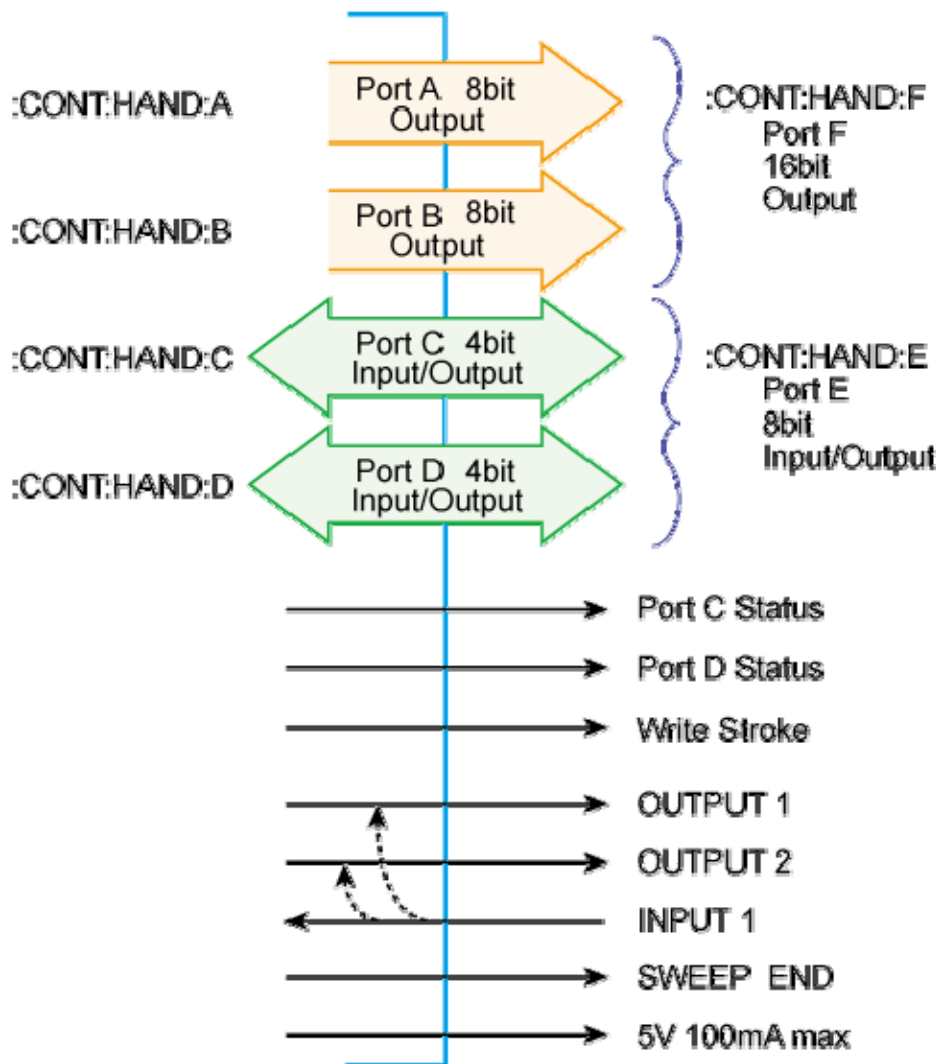 :CONT:HAND:A
Port A 8bit
Output
:CONT:HAND:F
Port F
16bit
Output
:CONT:HAND:B
Port B 8bit
Output
:CONT:HAND:C
Port C 4bit
Input/Output
:CONT:HAND:E
Port E
8bit
Input/Output
:CONT:HAND:D
Port D 4bit
Input/Output
Port C Status
Port D Status
Write Stroke
OUTPUT 1
OUTPUT 2
INPUT 1
SWEEP END
5V 100mA max